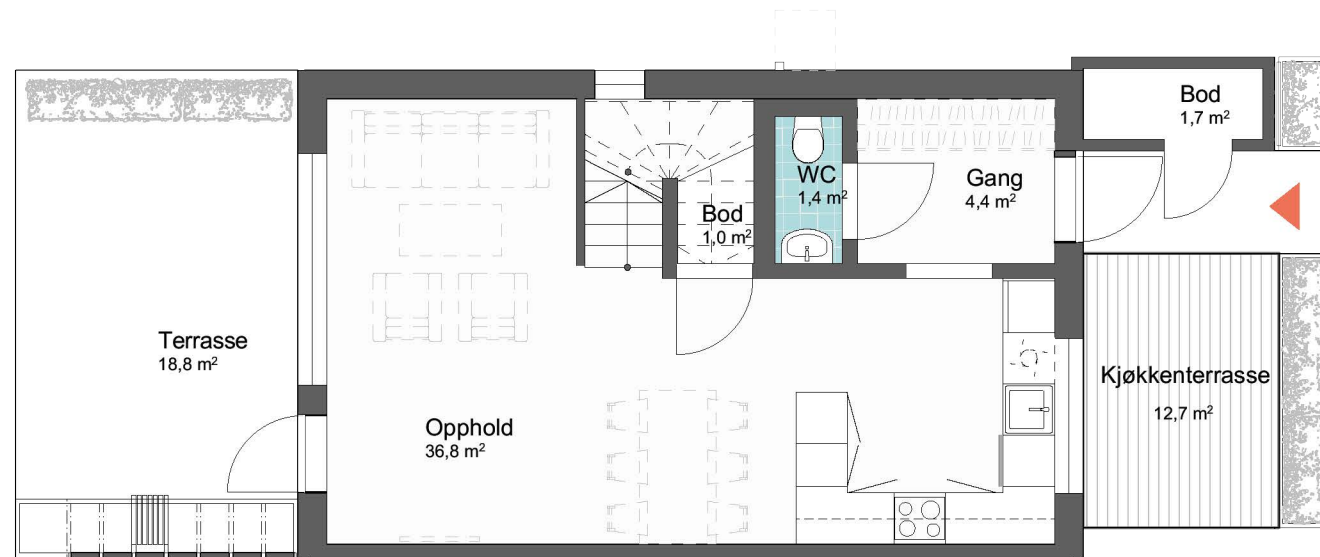 Terrasse
18,8 m²
Opphold
36,8 m²
Bod
1,0 m²
WC
1,4 m²
Gang
4,4 m²
Bod
1,7 m²
Kjøkkenterrasse
12,7 m²